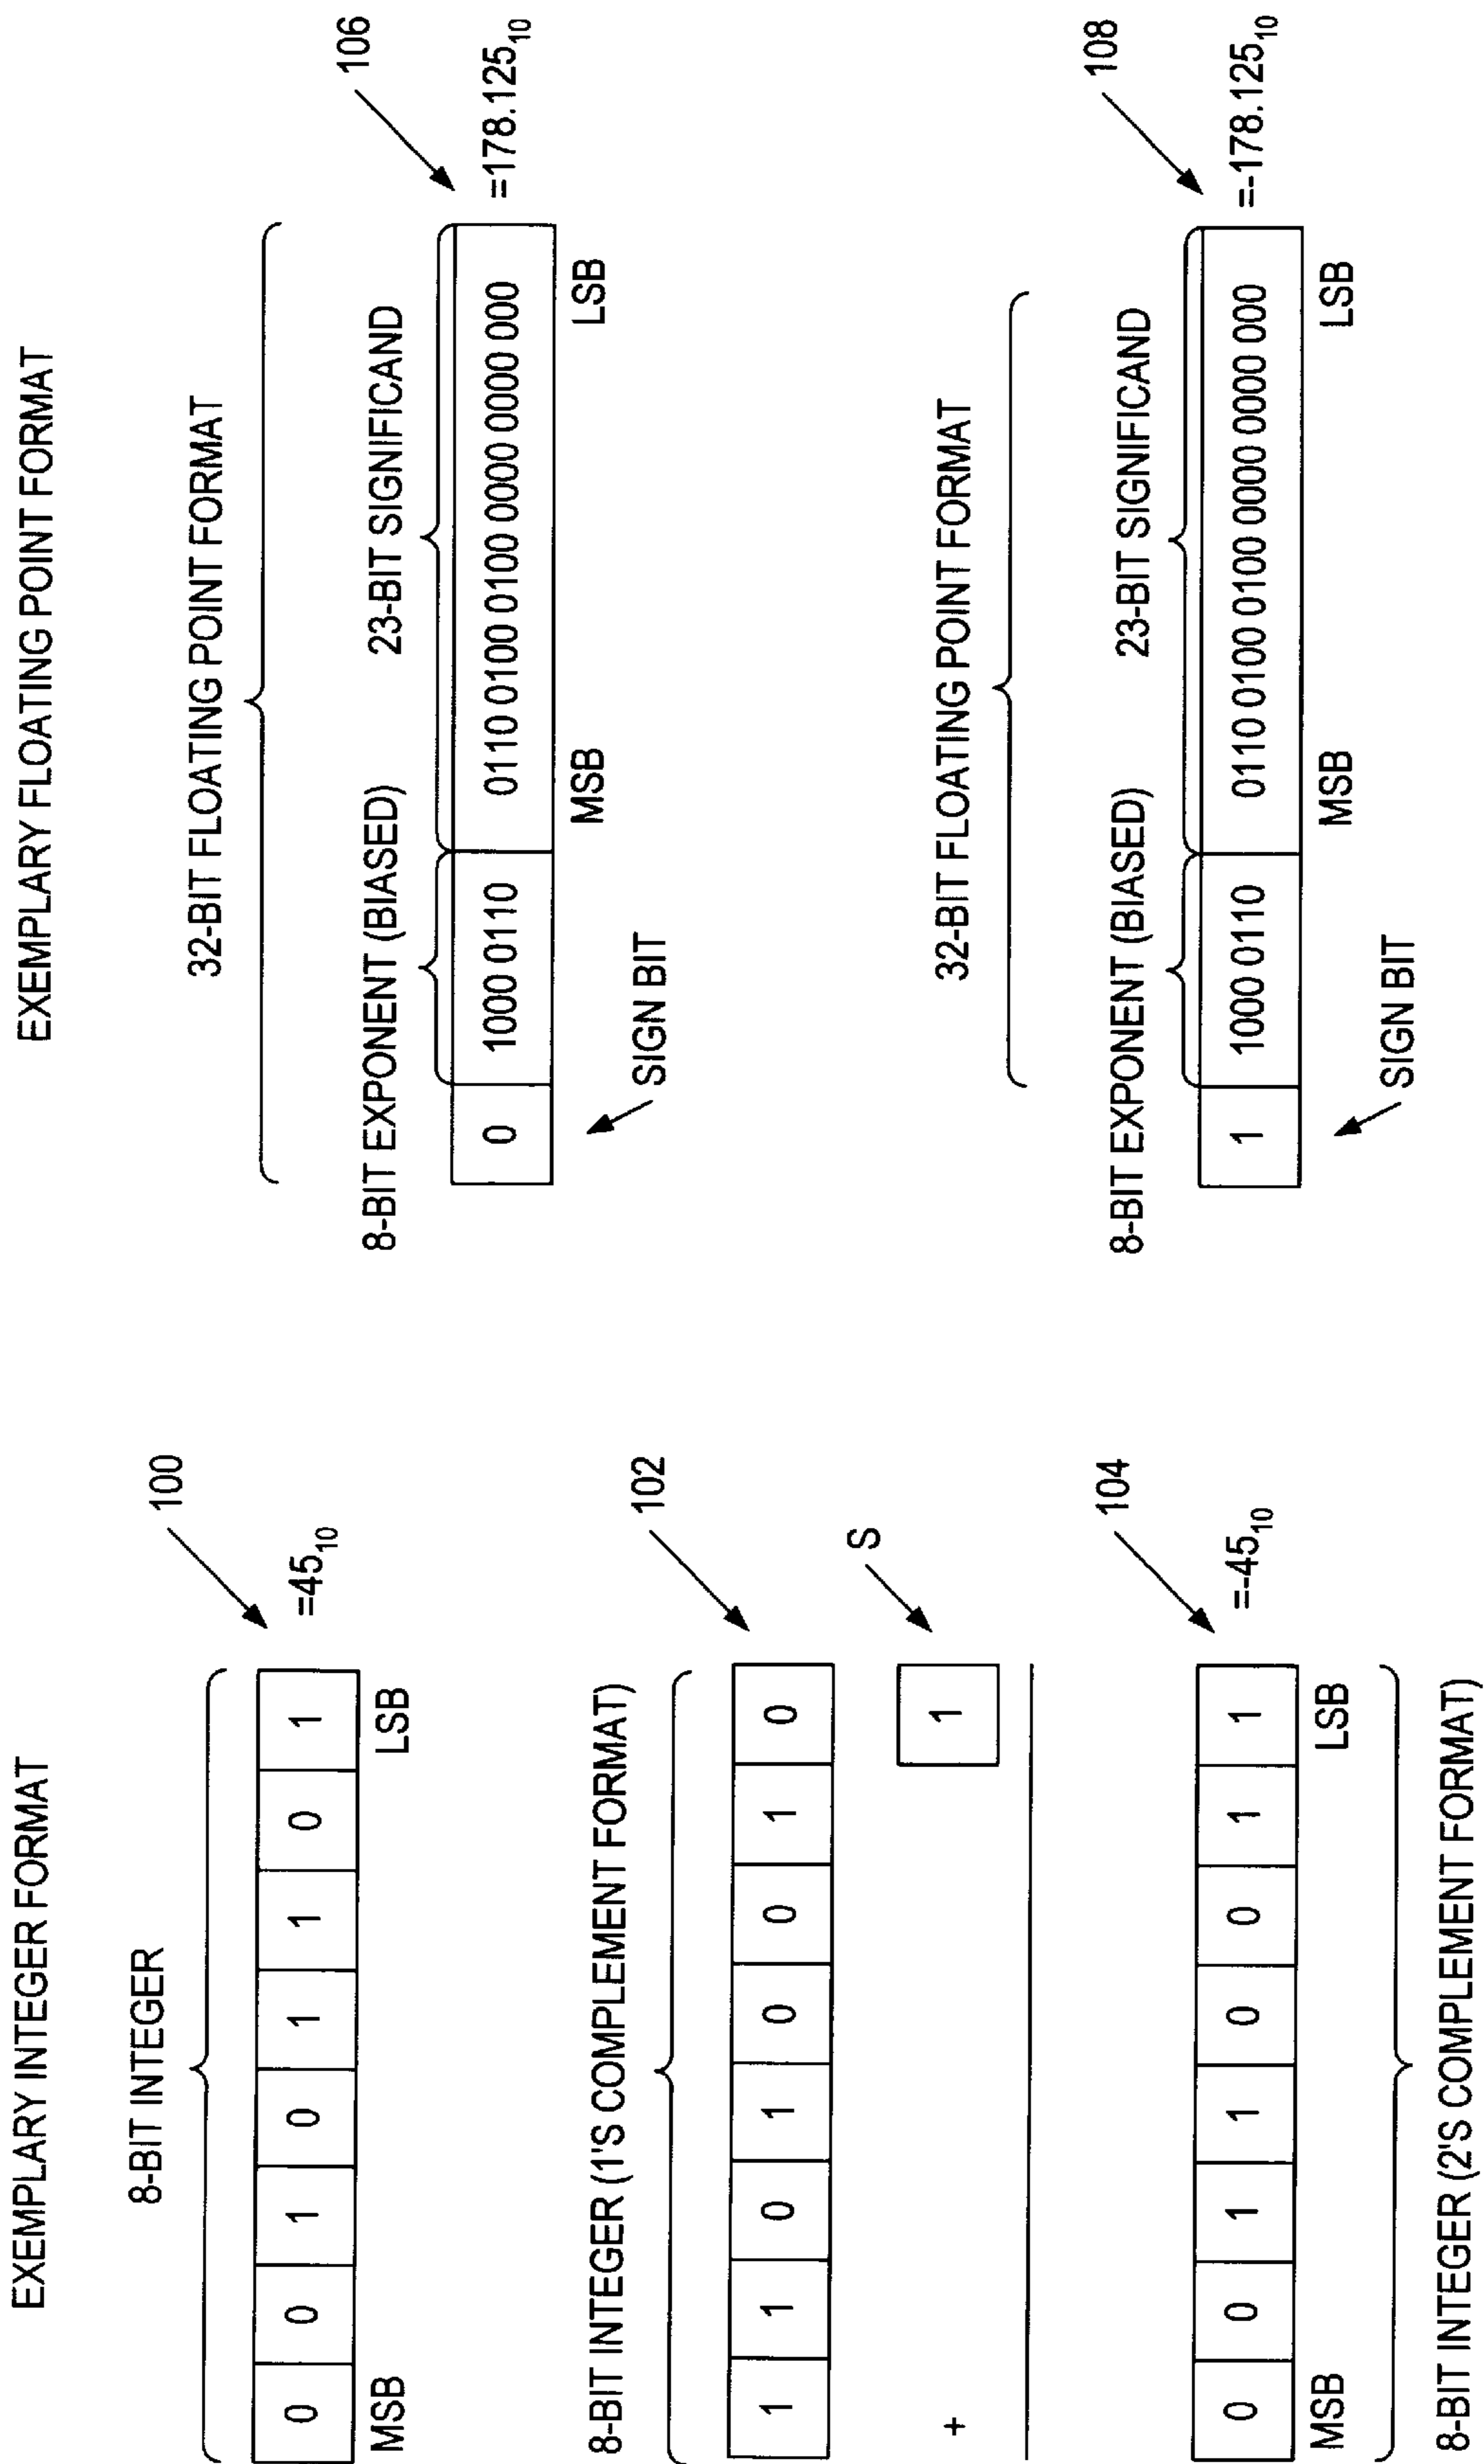 EXEMPLARY INTEGER FORMAT
8-BIT INTEGER
100
0 0 1 0 1 1 0 1 =45₁₀
MSB LSB
8-BIT INTEGER (1'S COMPLEMENT FORMAT)
102
1 1 0 1 0 0 1 0
S
+ 1
104
0 0 1 1 0 0 1 1 =-45₁₀
MSB LSB
8-BIT INTEGER (2'S COMPLEMENT FORMAT)
EXEMPLARY FLOATING POINT FORMAT
32-BIT FLOATING POINT FORMAT
106
8-BIT EXPONENT (BIASED) 23-BIT SIGNIFICAND
0 1000 0110 0110 0100 0100 0000 0000 000 =178.125₁₀
MSB LSB
SIGN BIT
32-BIT FLOATING POINT FORMAT
108
8-BIT EXPONENT (BIASED) 23-BIT SIGNIFICAND
1 1000 0110 0110 0100 0100 0000 0000 000 =-178.125₁₀
MSB LSB
SIGN BIT